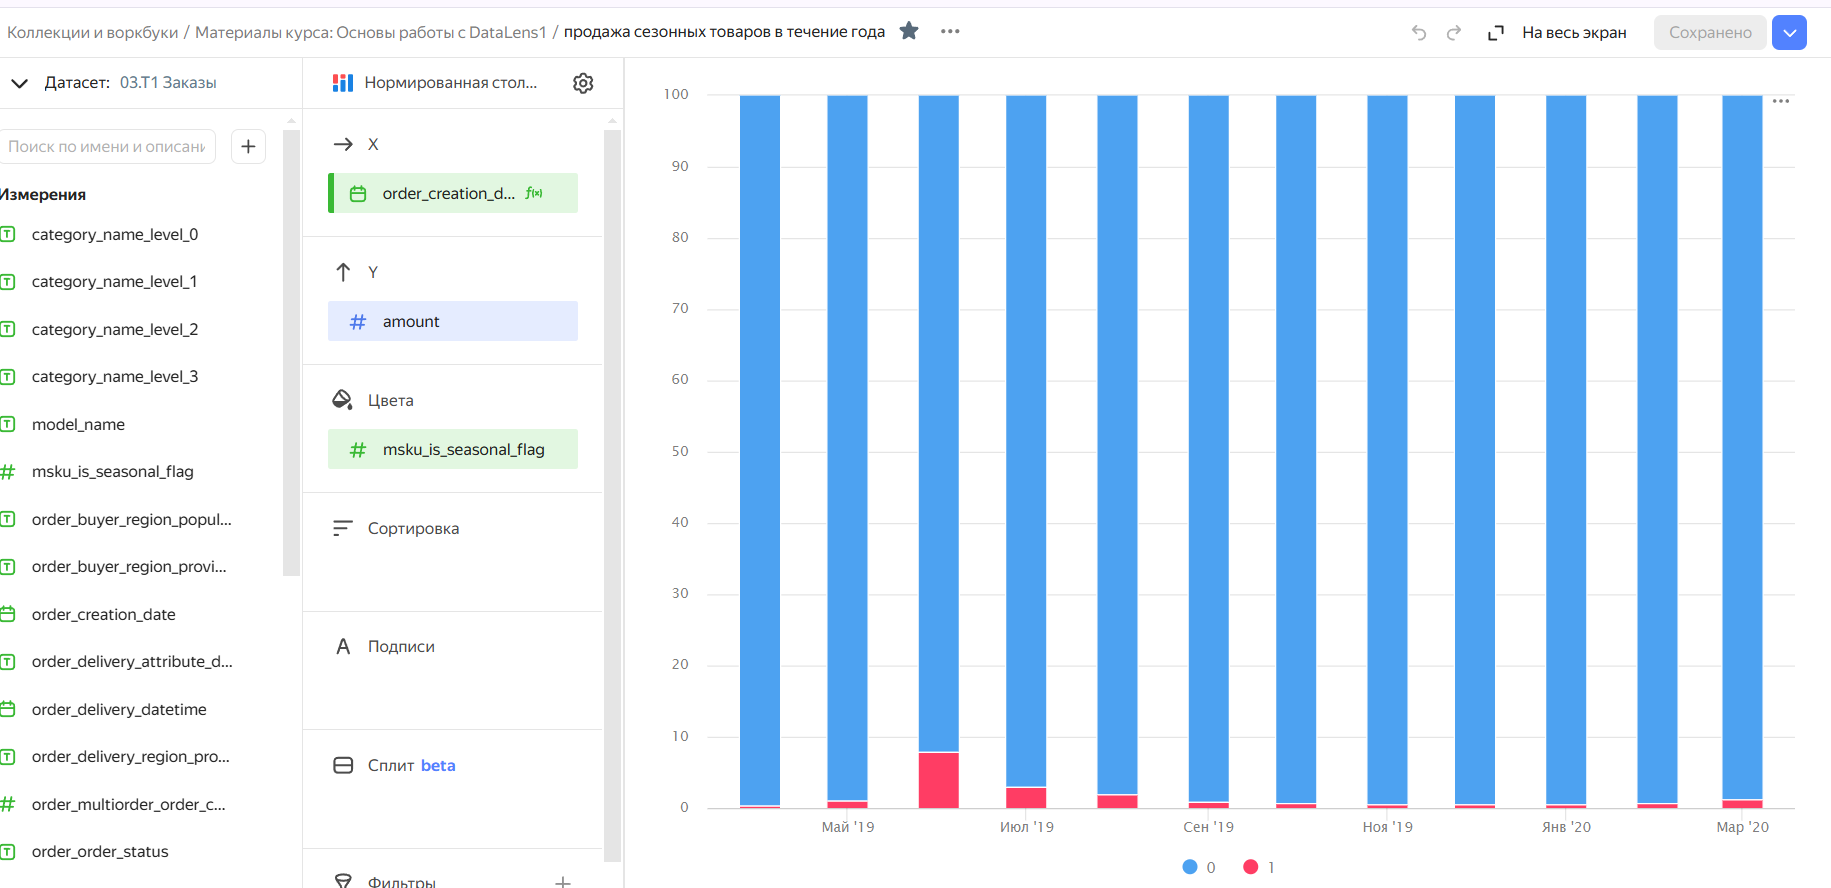 Коллекции и воркбуки / Материалы курса: Основы работы с DataLens1 / продажа сезонных товаров в течение года
На весь экран
Сохранено
Датасет: 03.Т1 Заказы
Поиск по имени и описани
Измерения
category_name_level_0
category_name_level_1
category_name_level_2
category_name_level_3
model_name
msku_is_seasonal_flag
order_buyer_region_popul...
order_buyer_region_provi...
order_creation_date
order_delivery_attribute_d...
order_delivery_datetime
order_delivery_region_pro...
order_multiorder_order_c...
order_order_status
Нормированная стол...
X
order_creation_d... f(x)
Y
amount
Цвета
msku_is_seasonal_flag
Сортировка
Подписи
Сплит beta
Фильтры
100
90
80
70
60
50
40
30
20
10
0
Май '19
Июл '19
Сен '19
Ноя '19
Янв '20
Мар '20
0
1